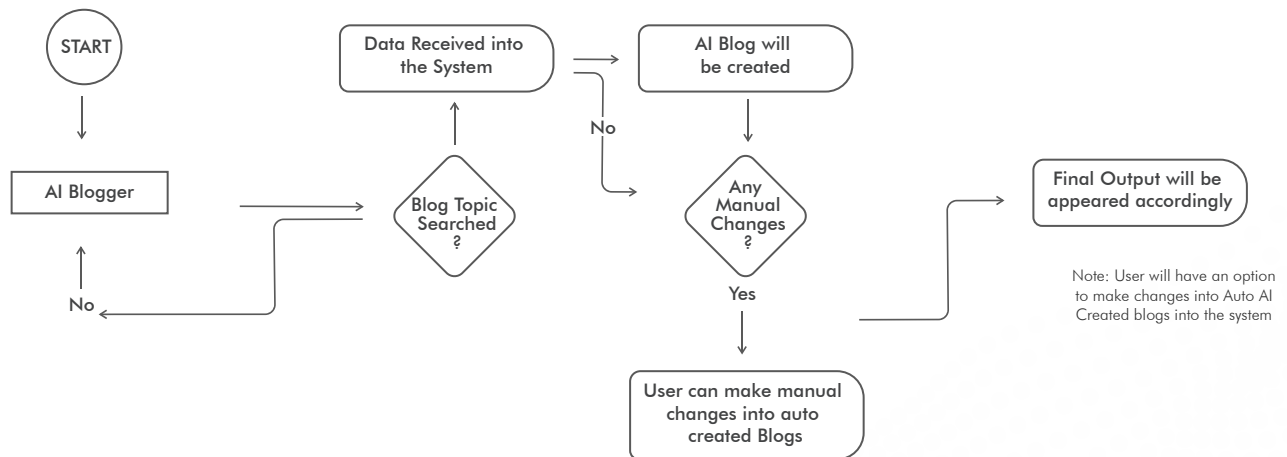 START
AI Blogger
No
Blog Topic
Searched
?
Data Received into
the System
No
AI Blog will
be created
Any
Manual
Changes
?
Yes
User can make manual
changes into auto
created Blogs
Final Output will be
appeared accordingly
Note: User will have an option
to make changes into Auto AI
Created blogs into the system